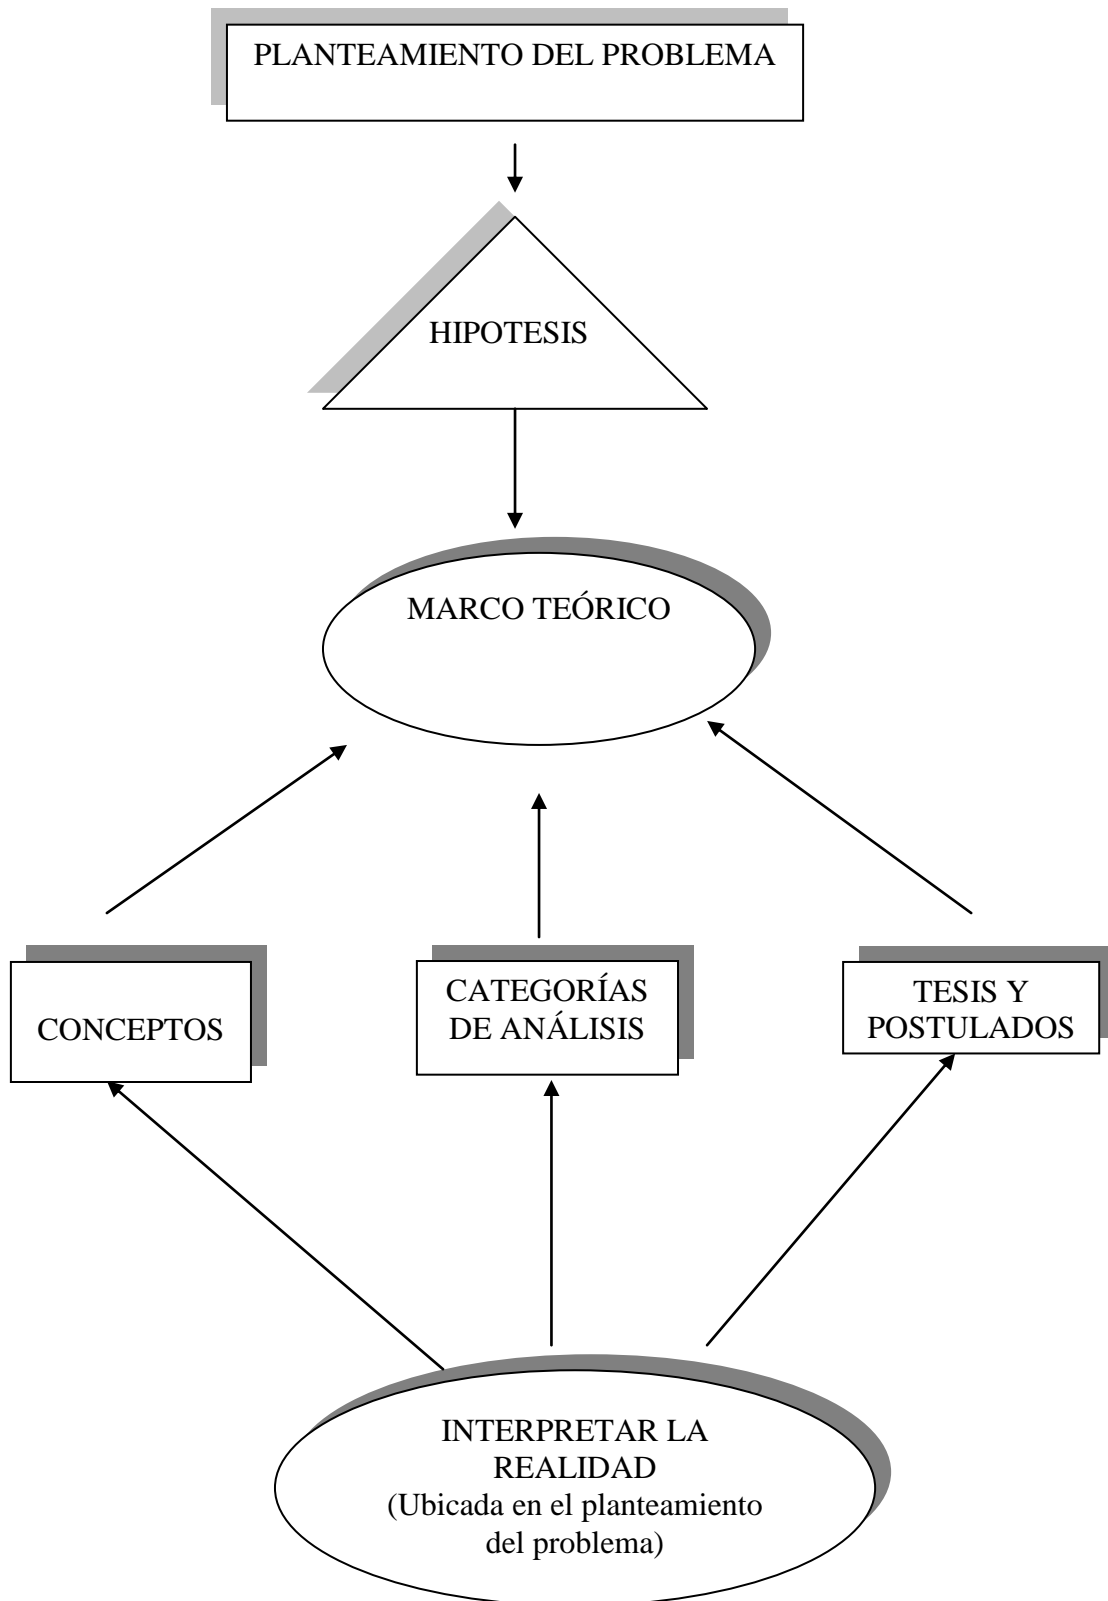 PLANTEAMIENTO DEL PROBLEMA
HIPOTESIS
MARCO TEÓRICO
CONCEPTOS
CATEGORÍAS
DE ANÁLISIS
TESIS Y
POSTULADOS
INTERPRETAR LA
REALIDAD
(Ubicada en el planteamiento
del problema)